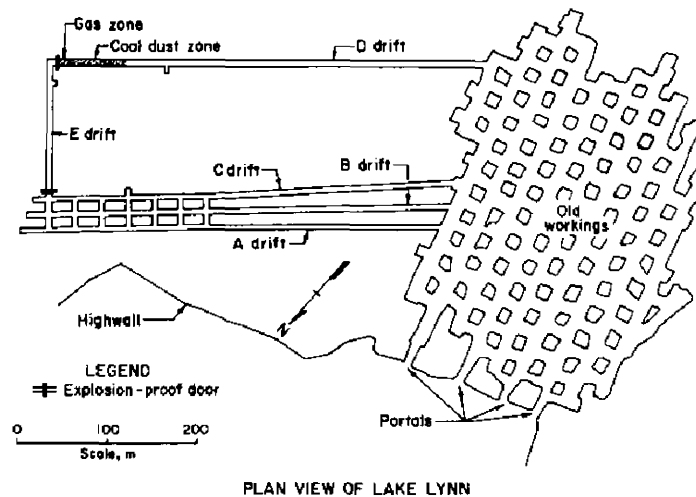 Gas zone
Coal dust zone
D drift
E drift
C drift
B drift
Old
workings
A drift
Highwall
N
LEGEND
Explosion-proof door
Portals
0 100 200
Scale, m
PLAN VIEW OF LAKE LYNN